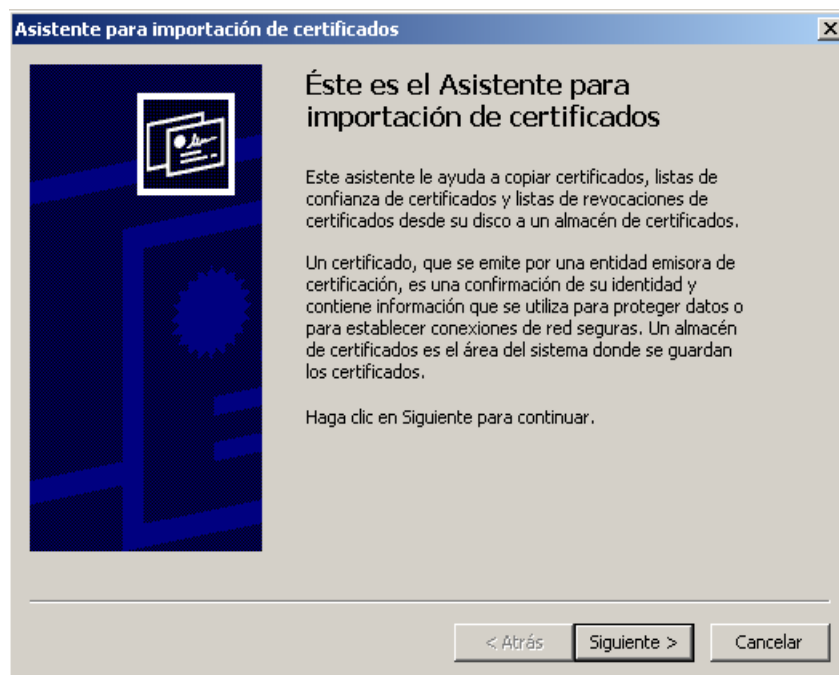 Asistente para importación de certificados
Éste es el Asistente para
importación de certificados
Este asistente le ayuda a copiar certificados, listas de
confianza de certificados y listas de revocaciones de
certificados desde su disco a un almacén de certificados.
Un certificado, que se emite por una entidad emisora de
certificación, es una confirmación de su identidad y
contiene información que se utiliza para proteger datos o
para establecer conexiones de red seguras. Un almacén
de certificados es el área del sistema donde se guardan
los certificados.
Haga clic en Siguiente para continuar.
< Atrás Siguiente > Cancelar